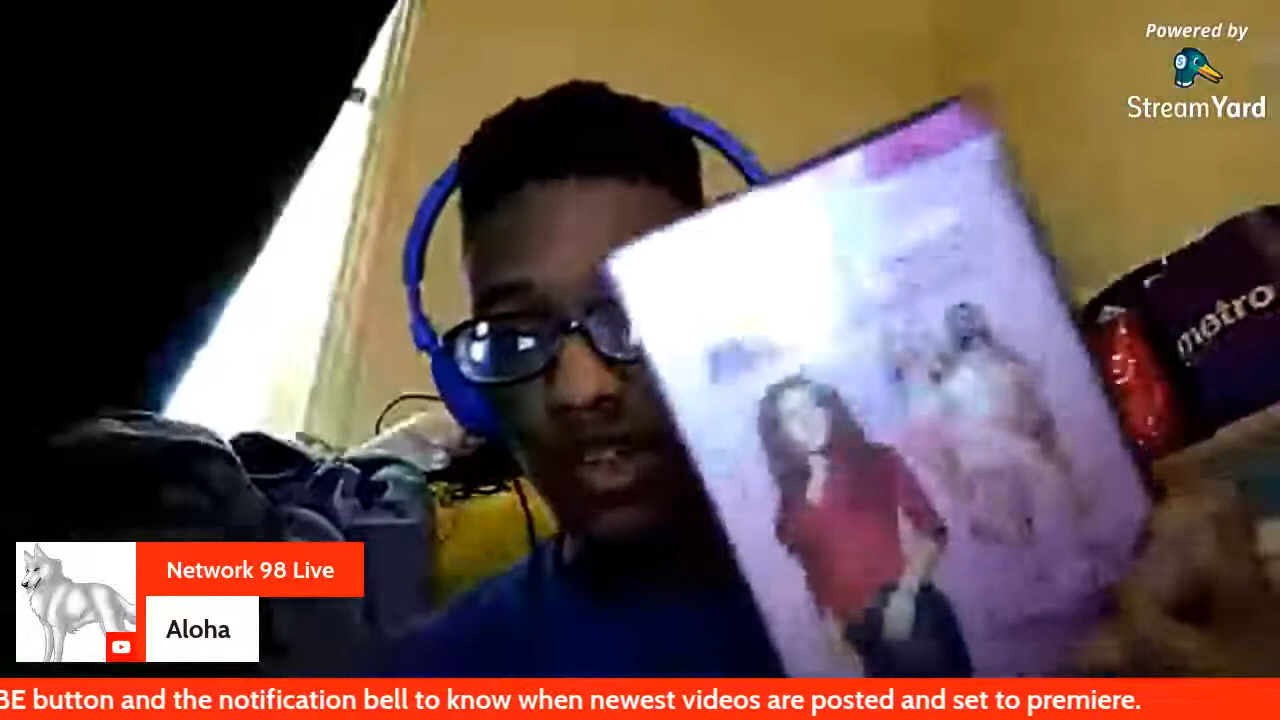 Powered by
StreamYard
metro
Network 98 Live
Aloha
BE button and the notification bell to know when newest videos are posted and set to premiere.